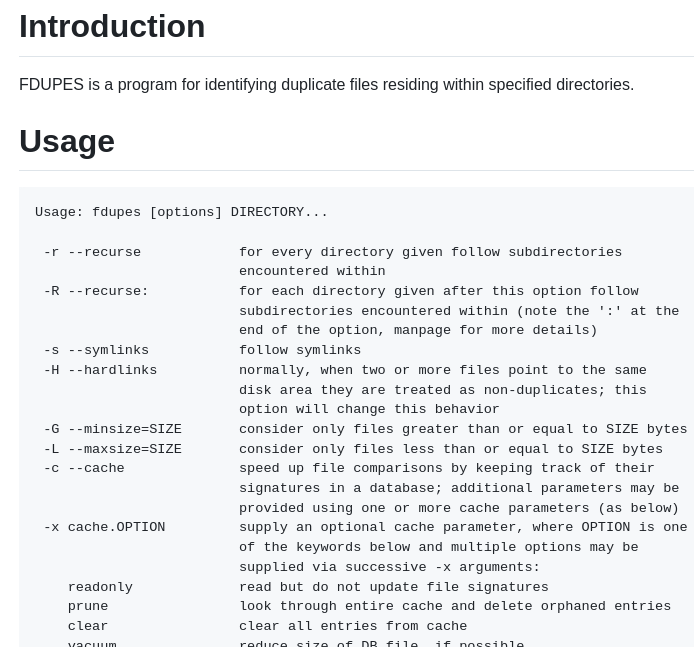 Introduction
FDUPES is a program for identifying duplicate files residing within specified directories.
Usage
Usage: fdupes [options] DIRECTORY...
 -r --recurse            for every directory given follow subdirectories
                         encountered within
 -R --recurse:           for each directory given after this option follow
                         subdirectories encountered within (note the ':' at the
                         end of the option, manpage for more details)
 -s --symlinks           follow symlinks
 -H --hardlinks          normally, when two or more files point to the same
                         disk area they are treated as non-duplicates; this
                         option will change this behavior
 -G --minsize=SIZE       consider only files greater than or equal to SIZE bytes
 -L --maxsize=SIZE       consider only files less than or equal to SIZE bytes
 -c --cache              speed up file comparisons by keeping track of their
                         signatures in a database; additional parameters may be
                         provided using one or more cache parameters (as below)
 -x cache.OPTION         supply an optional cache parameter, where OPTION is one
                         of the keywords below and multiple options may be
                         supplied via successive -x arguments:
    readonly             read but do not update file signatures
    prune                look through entire cache and delete orphaned entries
    clear                clear all entries from cache
    vacuum               reduce size of DB file, if possible